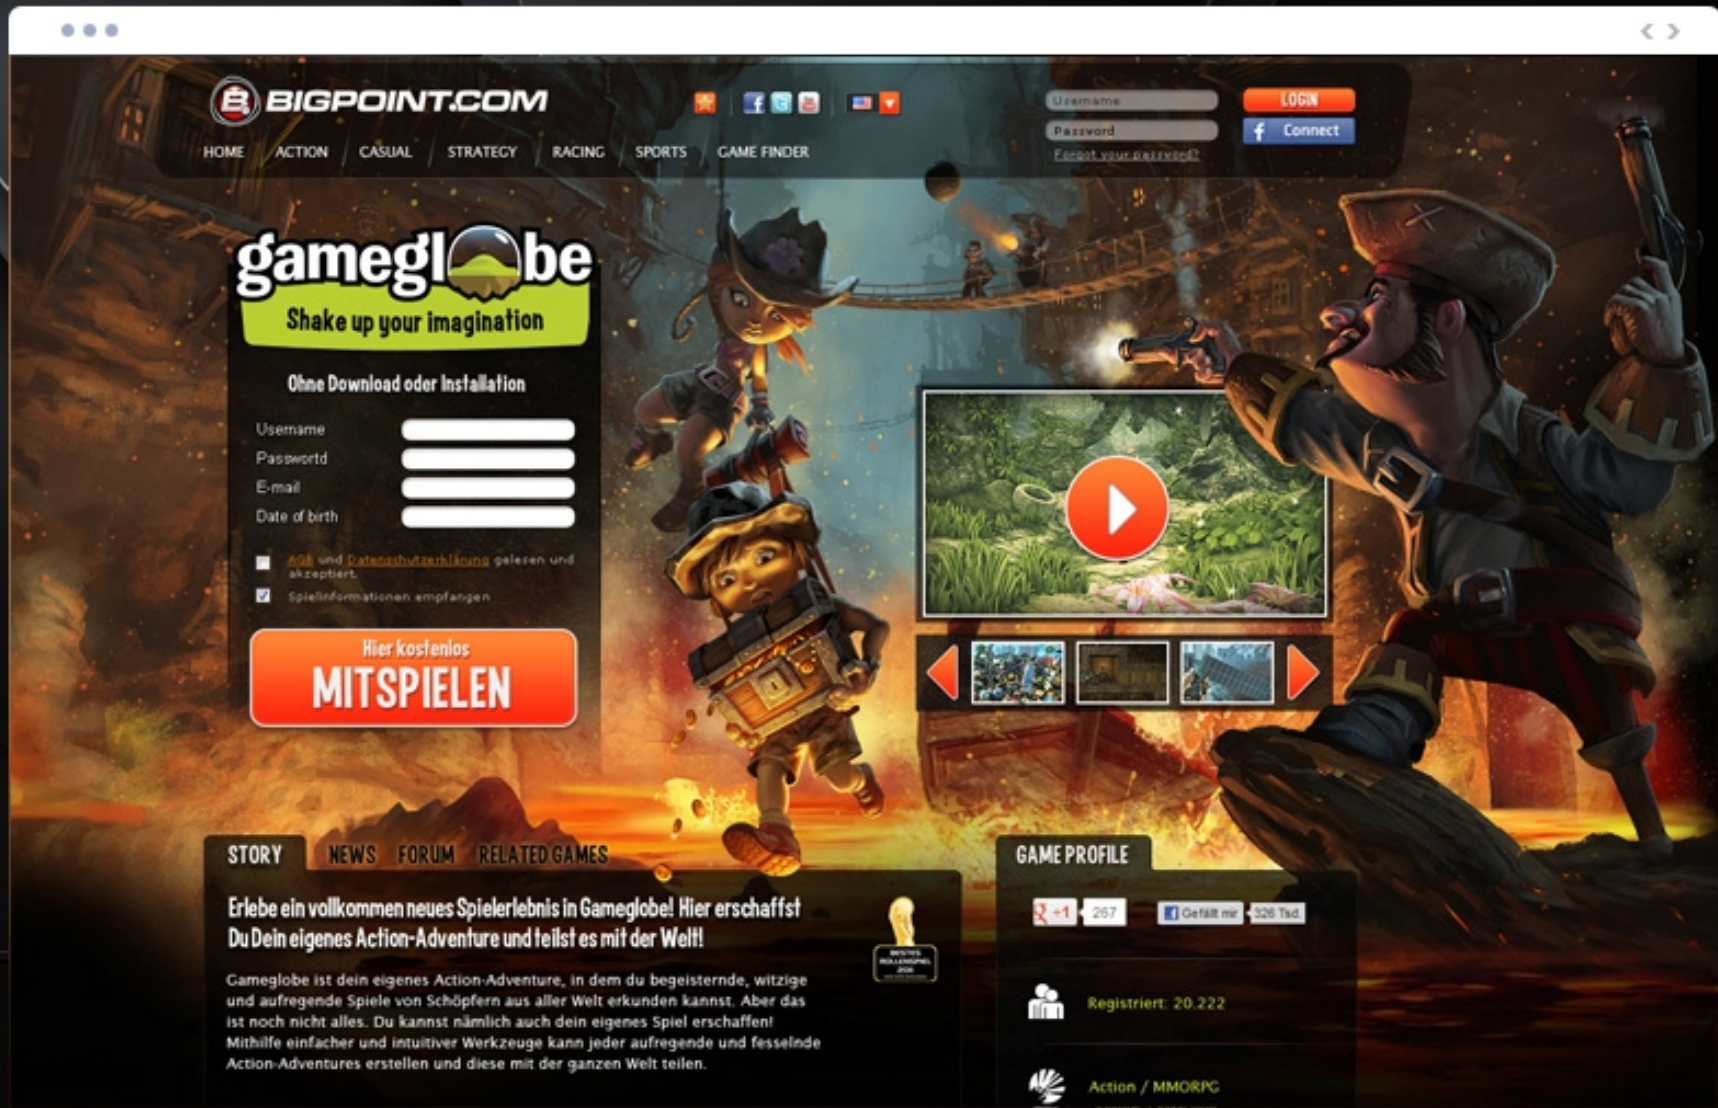 BIGPOINT.COM
Username
LOGIN
Password
Connect
Forgot your password?
HOME ACTION CASUAL STRATEGY RACING SPORTS GAME FINDER
gameglobe
Shake up your imagination
Ohne Download oder Installation
Username
Passwortd
E-mail
Date of birth
AGB und Datenschutzerklärung gelesen und
akzeptiert.
Spielinformationen empfangen
Hier kostenlos
MITSPIELEN
STORY NEWS FORUM RELATED GAMES
Erlebe ein vollkommen neues Spielerlebnis in Gameglobe! Hier erschaffst
Du Dein eigenes Action-Adventure und teilst es mit der Welt!
BESTES
ROLLENSPIEL
2011
Gameglobe ist dein eigenes Action-Adventure, in dem du begeisternde, witzige
und aufregende Spiele von Schöpfern aus aller Welt erkunden kannst. Aber das
ist noch nicht alles. Du kannst nämlich auch dein eigenes Spiel erschaffen!
Mithilfe einfacher und intuitiver Werkzeuge kann jeder aufregende und fesselnde
Action-Adventures erstellen und diese mit der ganzen Welt teilen.
GAME PROFILE
+1 267 Gefällt mir 326 Tsd.
Registriert: 20.222
Action / MMORPG